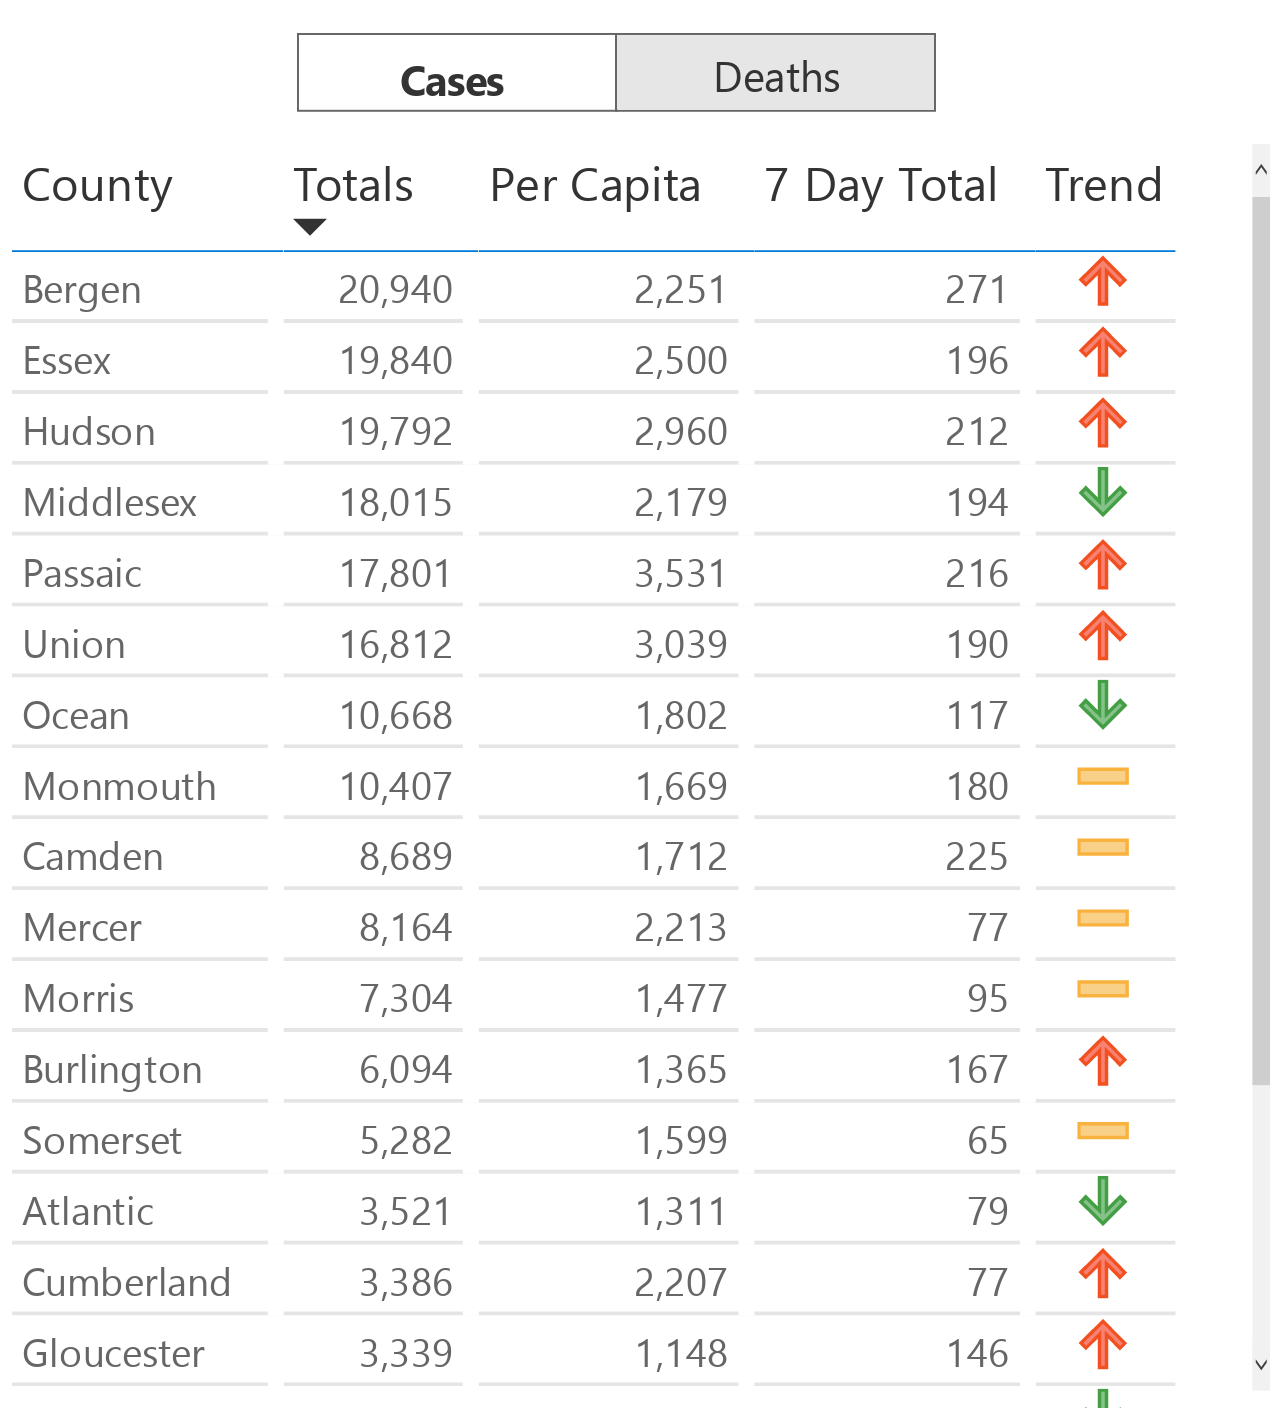 Cases Deaths
County Totals Per Capita 7 Day Total Trend
Bergen 20,940 2,251 271
Essex 19,840 2,500 196
Hudson 19,792 2,960 212
Middlesex 18,015 2,179 194
Passaic 17,801 3,531 216
Union 16,812 3,039 190
Ocean 10,668 1,802 117
Monmouth 10,407 1,669 180
Camden 8,689 1,712 225
Mercer 8,164 2,213 77
Morris 7,304 1,477 95
Burlington 6,094 1,365 167
Somerset 5,282 1,599 65
Atlantic 3,521 1,311 79
Cumberland 3,386 2,207 77
Gloucester 3,339 1,148 146